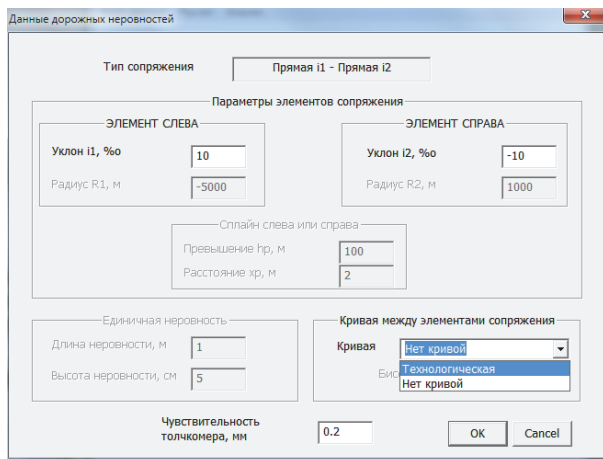 Данные дорожных неровностей
Тип сопряжения Прямая i1 - Прямая i2
Параметры элементов сопряжения
ЭЛЕМЕНТ СЛЕВА ЭЛЕМЕНТ СПРАВА
Уклон i1, %o 10 Уклон i2, %o -10
Радиус R1, м -5000 Радиус R2, м 1000
Сплайн слева или справа
Превышение hp, м 100
Расстояние xp, м 2
Единичная неровность Кривая между элементами сопряжения
Длина неровности, м 1 Кривая Нет кривой
Технологическая
Высота неровности, см 5 Бис Нет кривой
Чувствительность
толчкомера, мм 0.2 OK Cancel